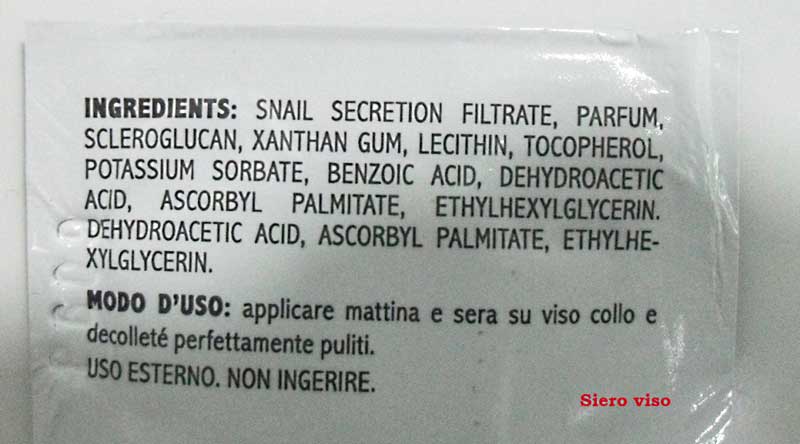 INGREDIENTS: SNAIL SECRETION FILTRATE, PARFUM,
SCLEROGLUCAN, XANTHAN GUM, LECITHIN, TOCOPHEROL,
POTASSIUM SORBATE, BENZOIC ACID, DEHYDROACETIC
ACID, ASCORBYL PALMITATE, ETHYLHEXYLGLYCERIN.
DEHYDROACETIC ACID, ASCORBYL PALMITATE, ETHYLHE-
XYLGLYCERIN.
MODO D'USO: applicare mattina e sera su viso collo e
decolleté perfettamente puliti.
USO ESTERNO. NON INGERIRE.
Siero viso